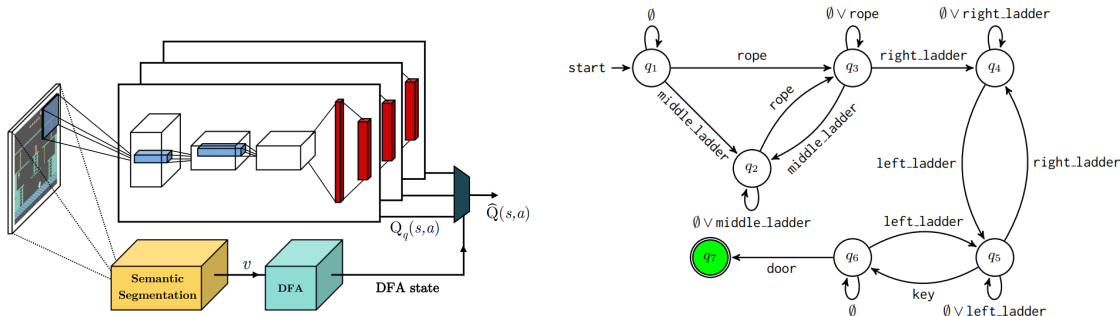 Q_q(s,a)
Q̂(s,a)
Semantic
Segmentation
v
DFA
DFA state
∅
∅ ∨ rope
∅ ∨ right_ladder
start
q₁
rope
q₃
right_ladder
q₄
middle_ladder
rope
middle_ladder
q₂
left_ladder
right_ladder
∅ ∨ middle_ladder
left_ladder
q₇
door
q₆
key
q₅
∅
∅ ∨ left_ladder